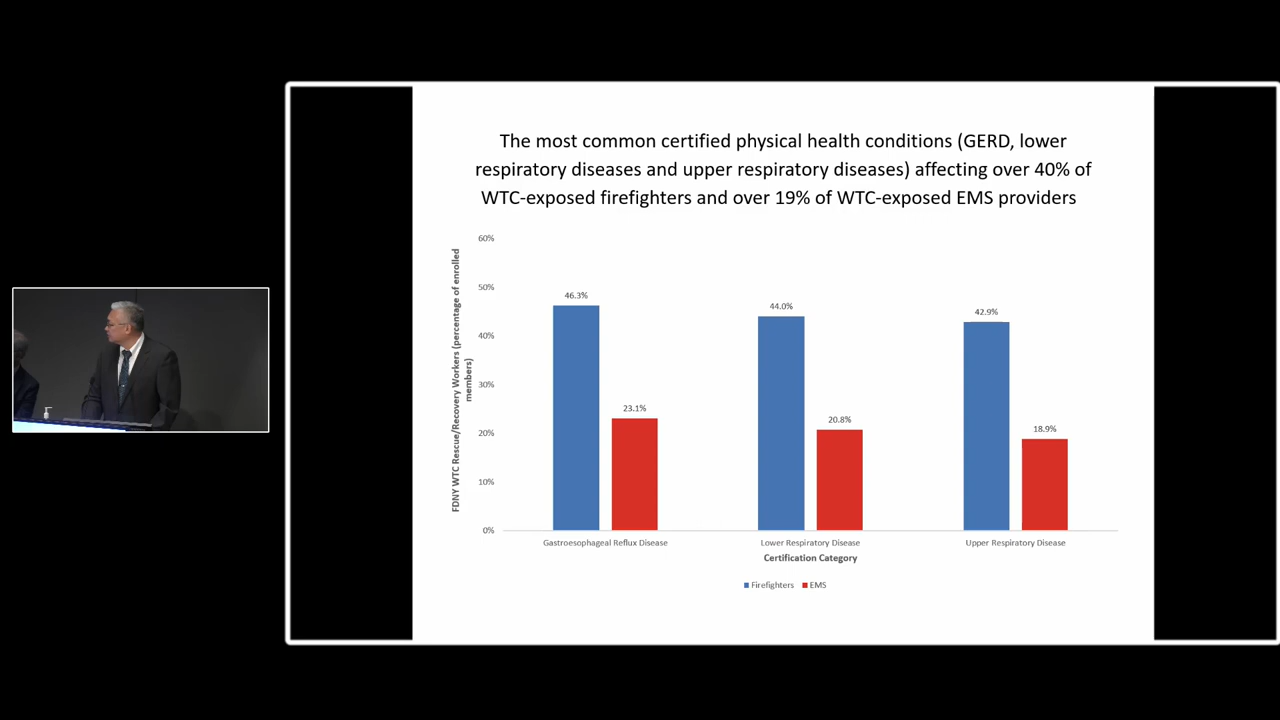 The most common certified physical health conditions (GERD, lower
respiratory diseases and upper respiratory diseases) affecting over 40% of
WTC-exposed firefighters and over 19% of WTC-exposed EMS providers
FDNY WTC Rescue/Recovery Workers (percentage of enrolled
members)
60%
50%
40%
30%
20%
10%
0%
46.3%
23.1%
44.0%
20.8%
42.9%
18.9%
Gastroesophageal Reflux Disease
Lower Respiratory Disease
Upper Respiratory Disease
Certification Category
Firefighters
EMS